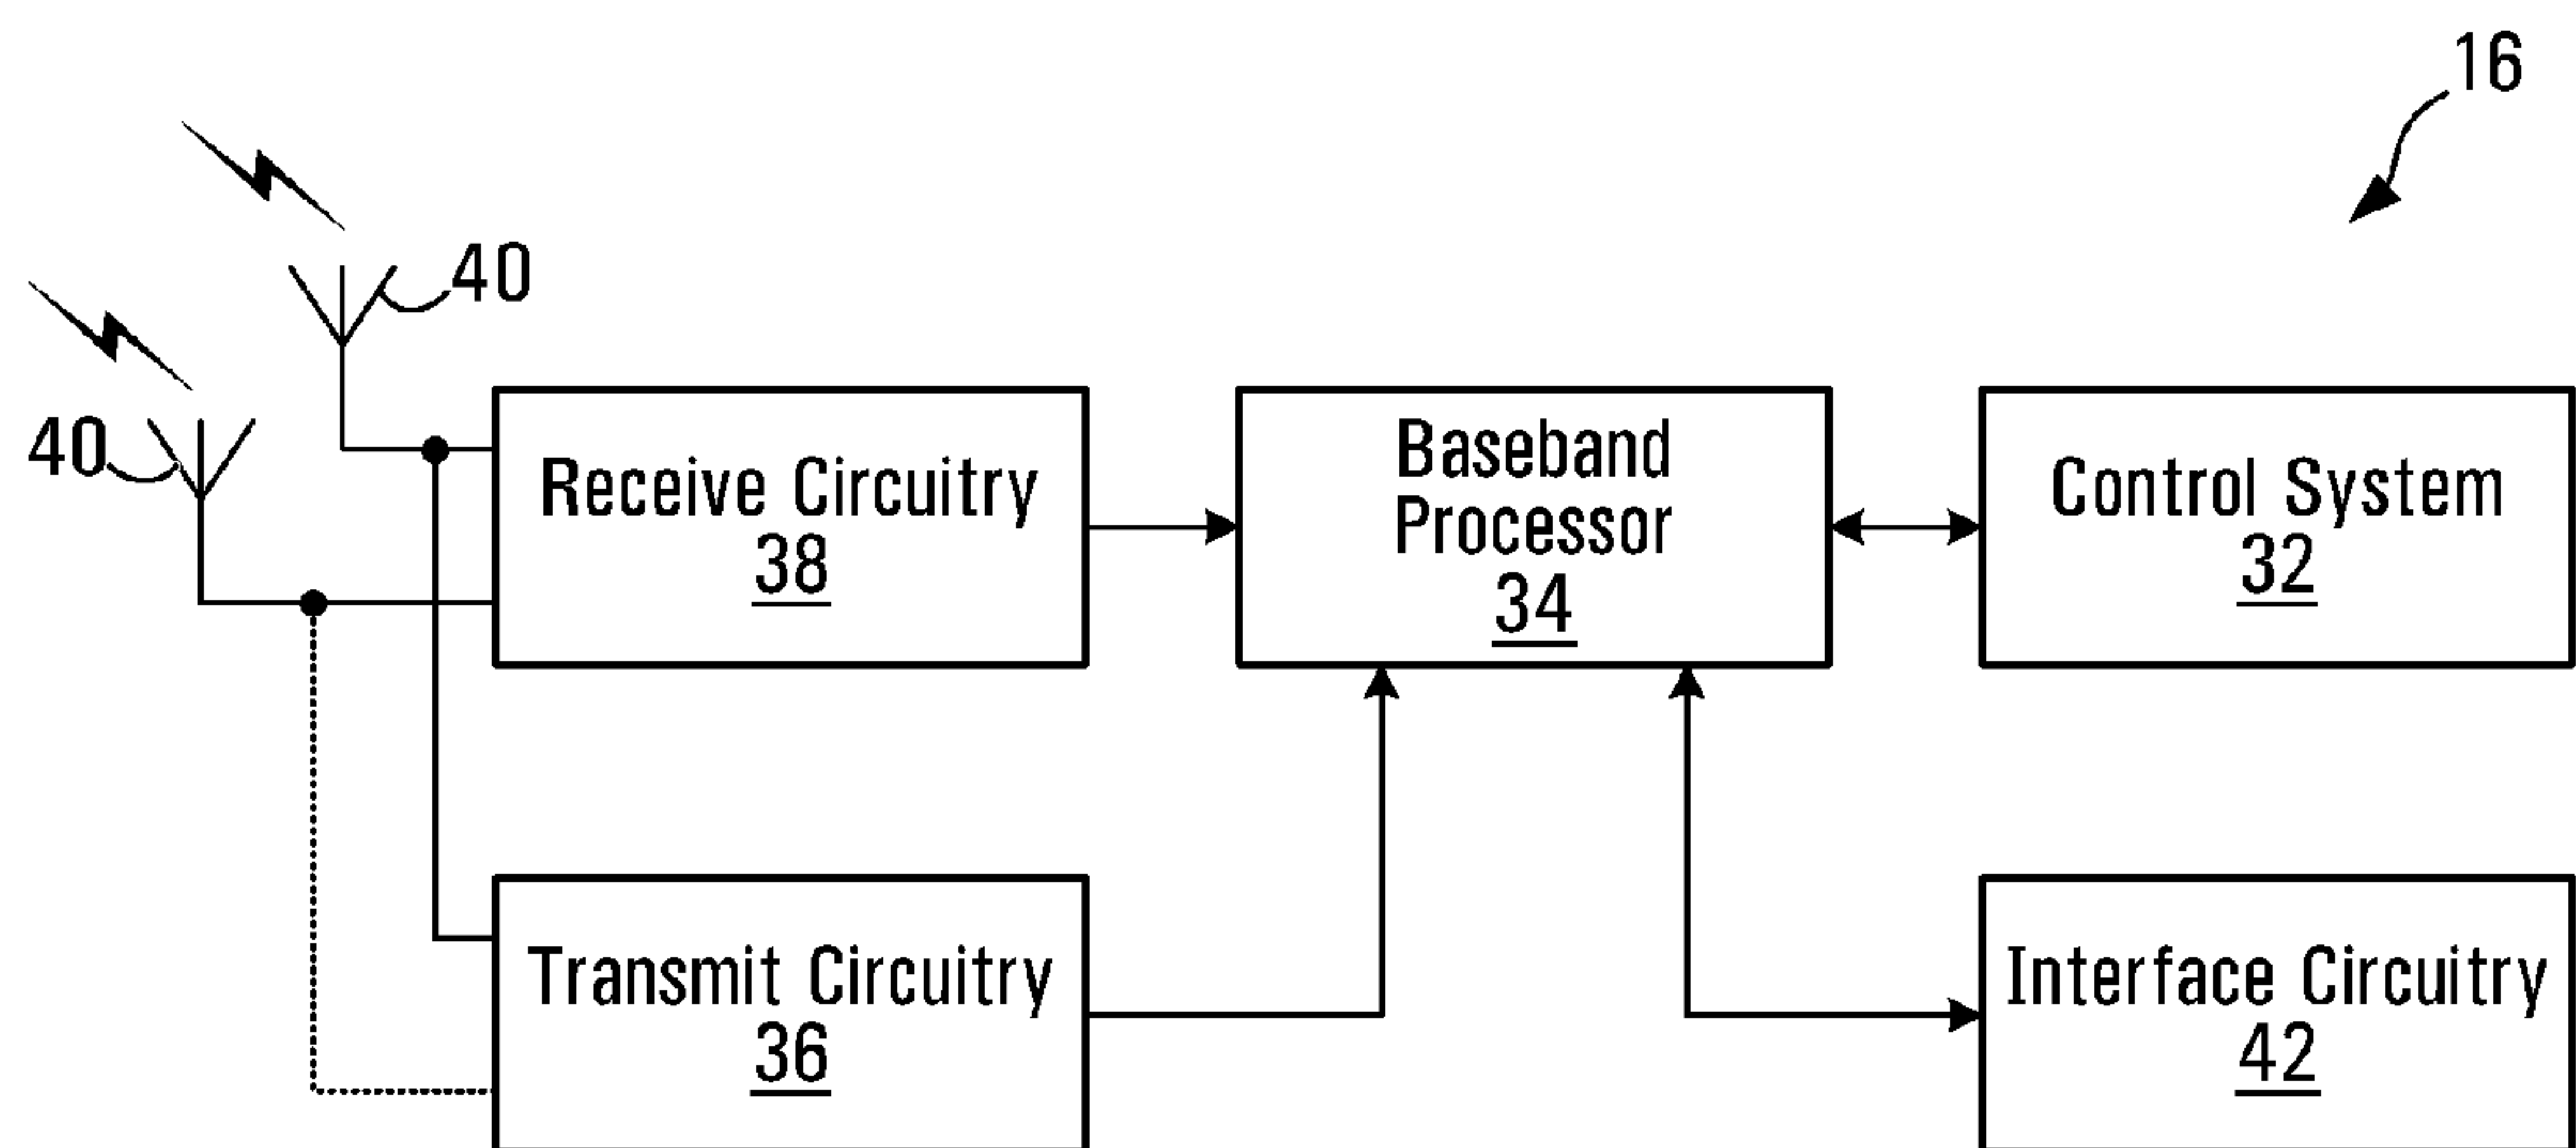 16
40
40
Receive Circuitry
38
Baseband
Processor
34
Control System
32
Transmit Circuitry
36
Interface Circuitry
42